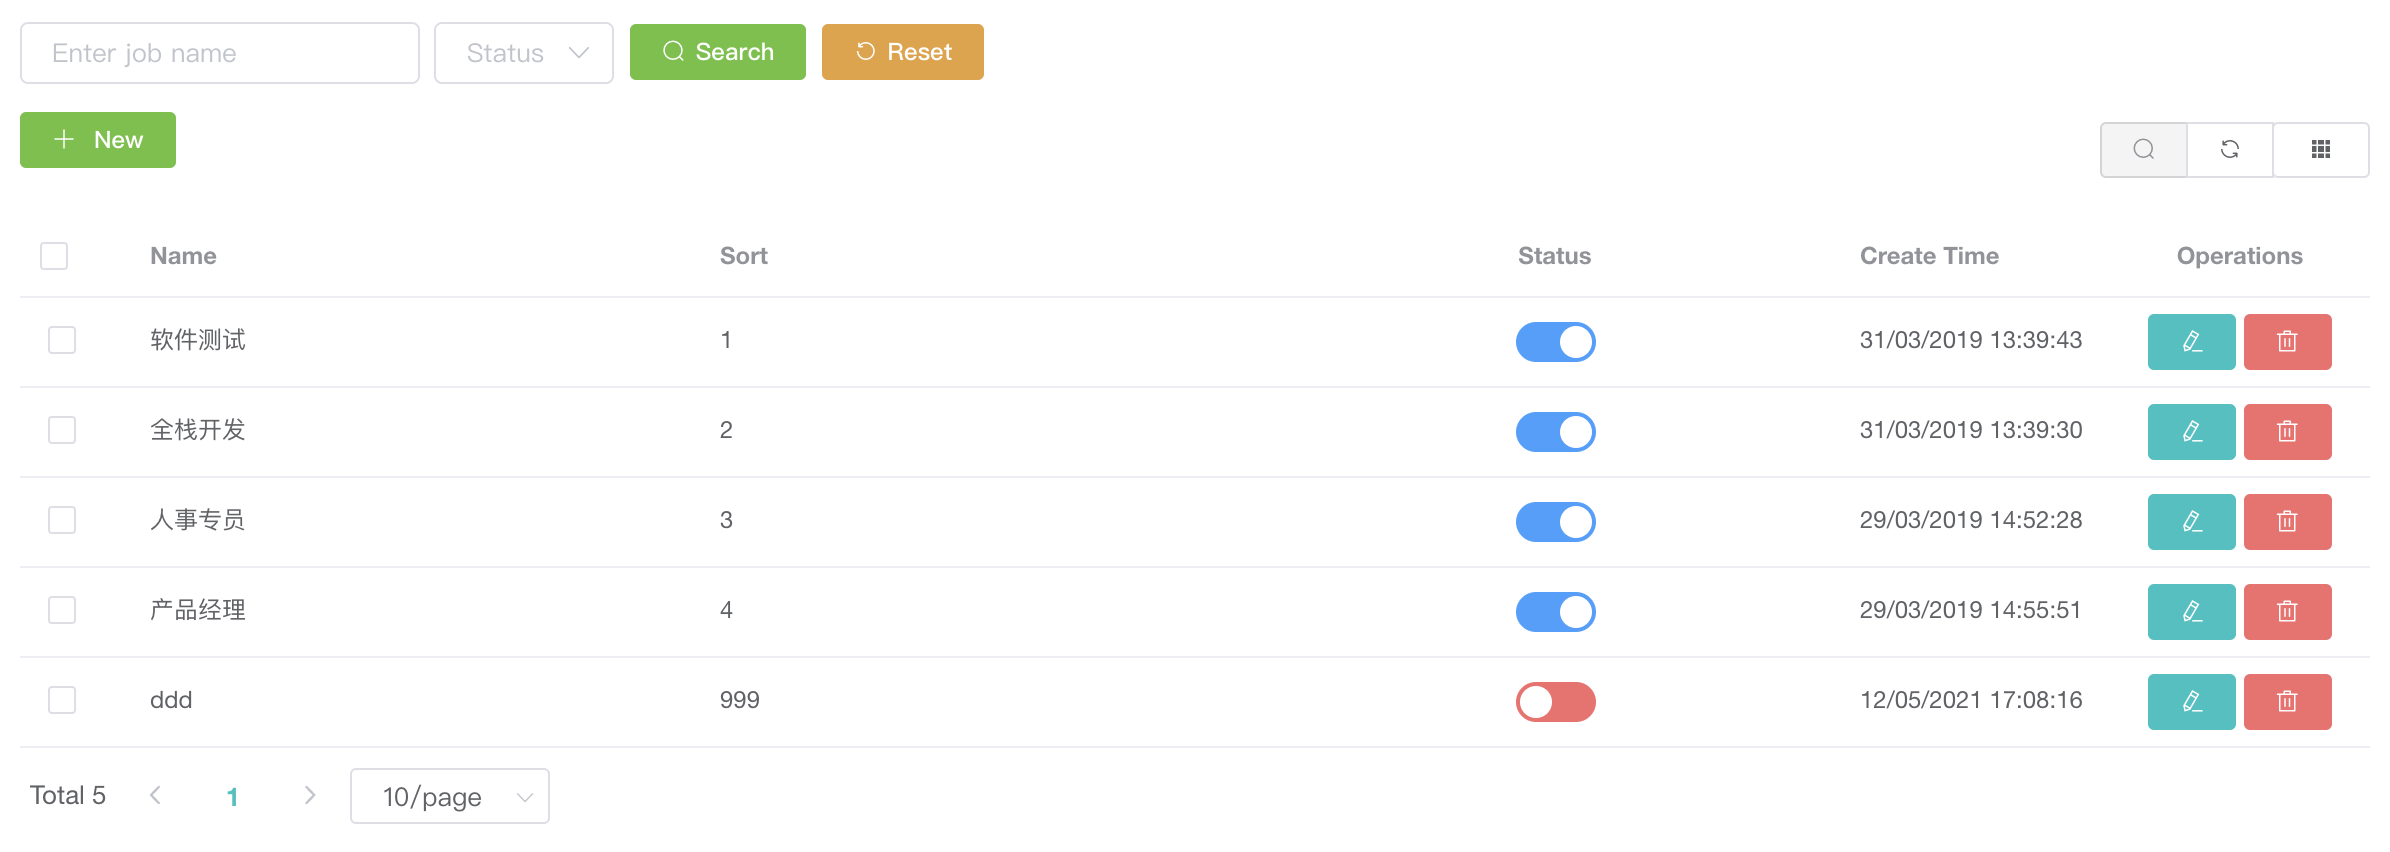 Enter job name Status Search Reset
New
Name Sort Status Create Time Operations
软件测试 1 31/03/2019 13:39:43
全栈开发 2 31/03/2019 13:39:30
人事专员 3 29/03/2019 14:52:28
产品经理 4 29/03/2019 14:55:51
ddd 999 12/05/2021 17:08:16
Total 5 1 10/page